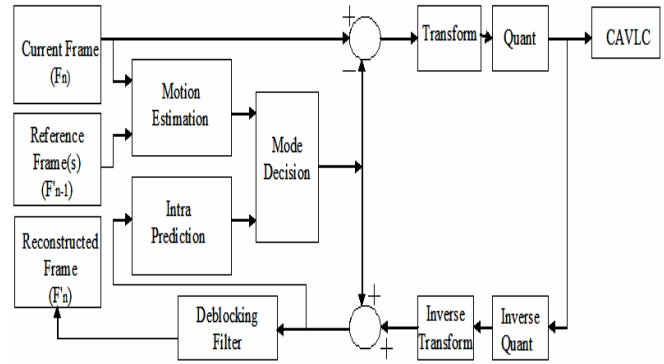 Current Frame
(Fn)
+
−
Transform
Quant
CAVLC
Motion
Estimation
Reference
Frame(s)
(F'n-1)
Mode
Decision
Intra
Prediction
Reconstructed
Frame
(F'n)
Deblocking
Filter
+
+
Inverse
Transform
Inverse
Quant